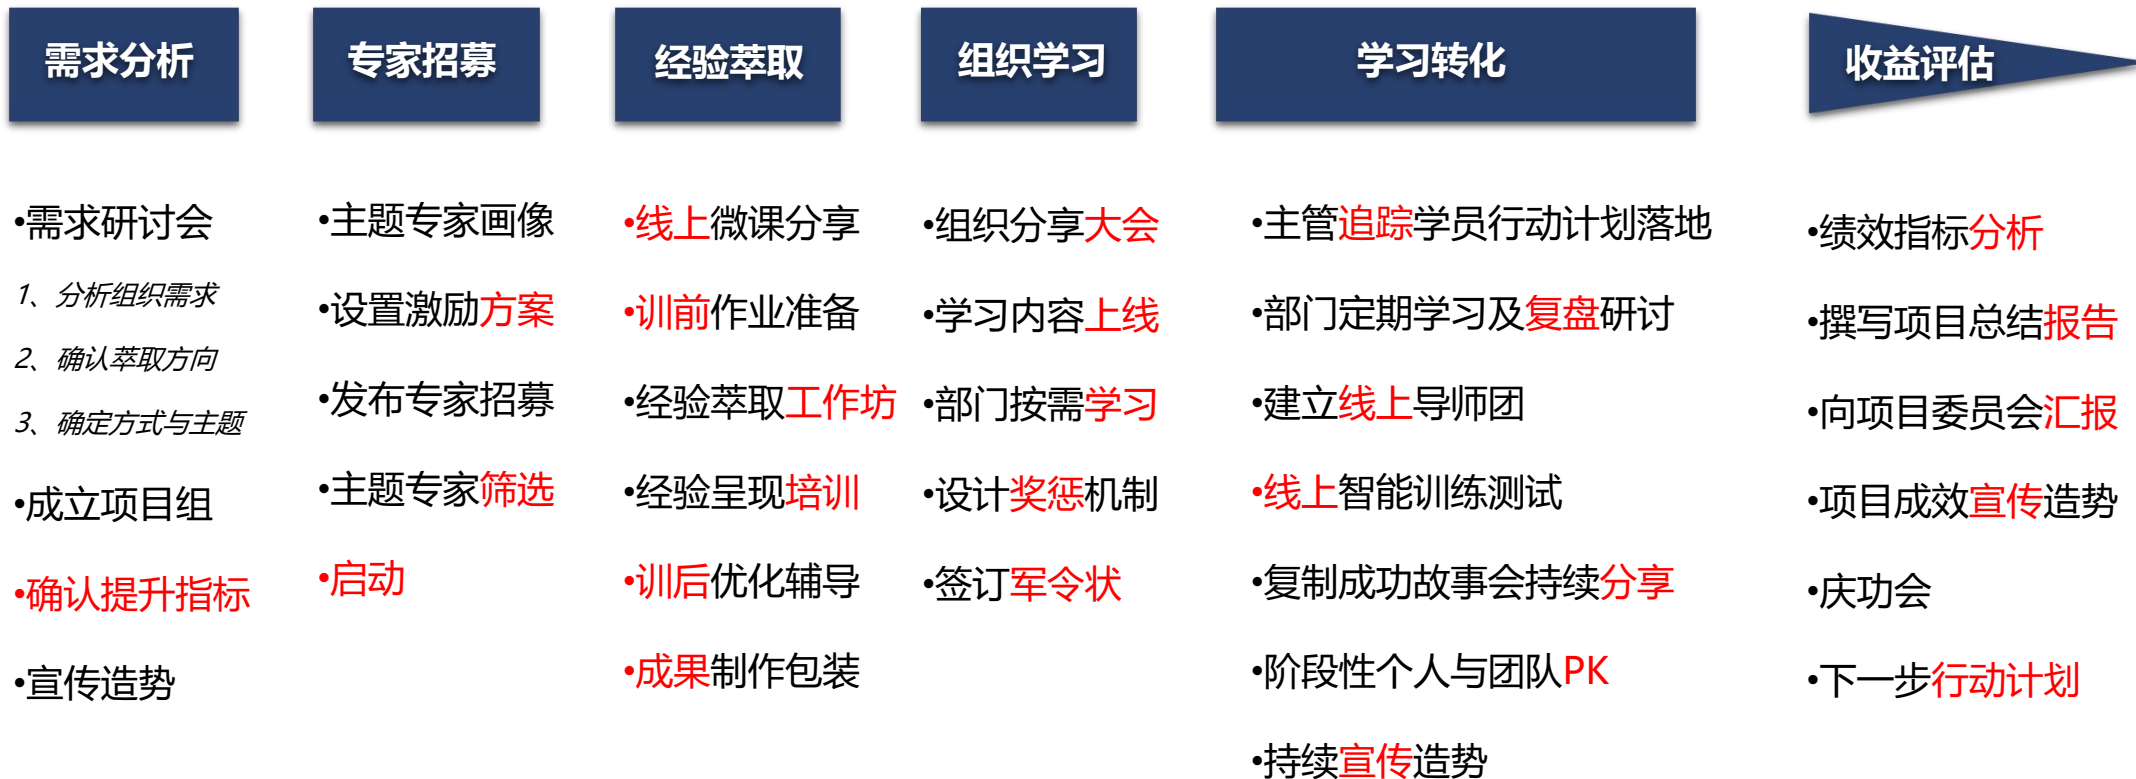 需求分析
•需求研讨会
1、分析组织需求
2、确认萃取方向
3、确定方式与主题
•成立项目组
•确认提升指标
•宣传造势
专家招募
•主题专家画像
•设置激励方案
•发布专家招募
•主题专家筛选
•启动
经验萃取
•线上微课分享
•训前作业准备
•经验萃取工作坊
•经验呈现培训
•训后优化辅导
•成果制作包装
组织学习
•组织分享大会
•学习内容上线
•部门按需学习
•设计奖惩机制
•签订军令状
学习转化
•主管追踪学员行动计划落地
•部门定期学习及复盘研讨
•建立线上导师团
•线上智能训练测试
•复制成功故事会持续分享
•阶段性个人与团队PK
•持续宣传造势
收益评估
•绩效指标分析
•撰写项目总结报告
•向项目委员会汇报
•项目成效宣传造势
•庆功会
•下一步行动计划